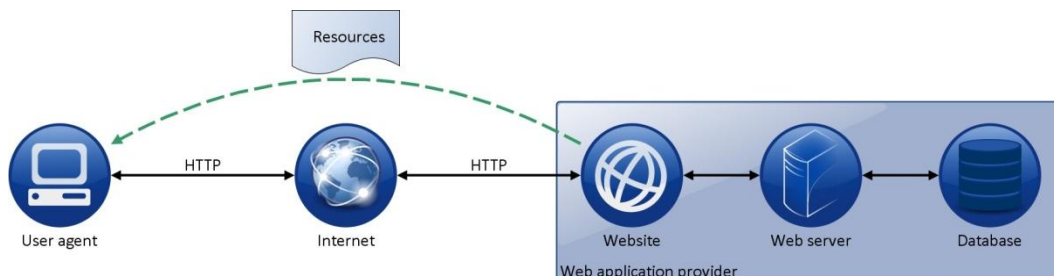 Resources
HTTP
HTTP
User agent
Internet
Website
Web server
Database
Web application provider